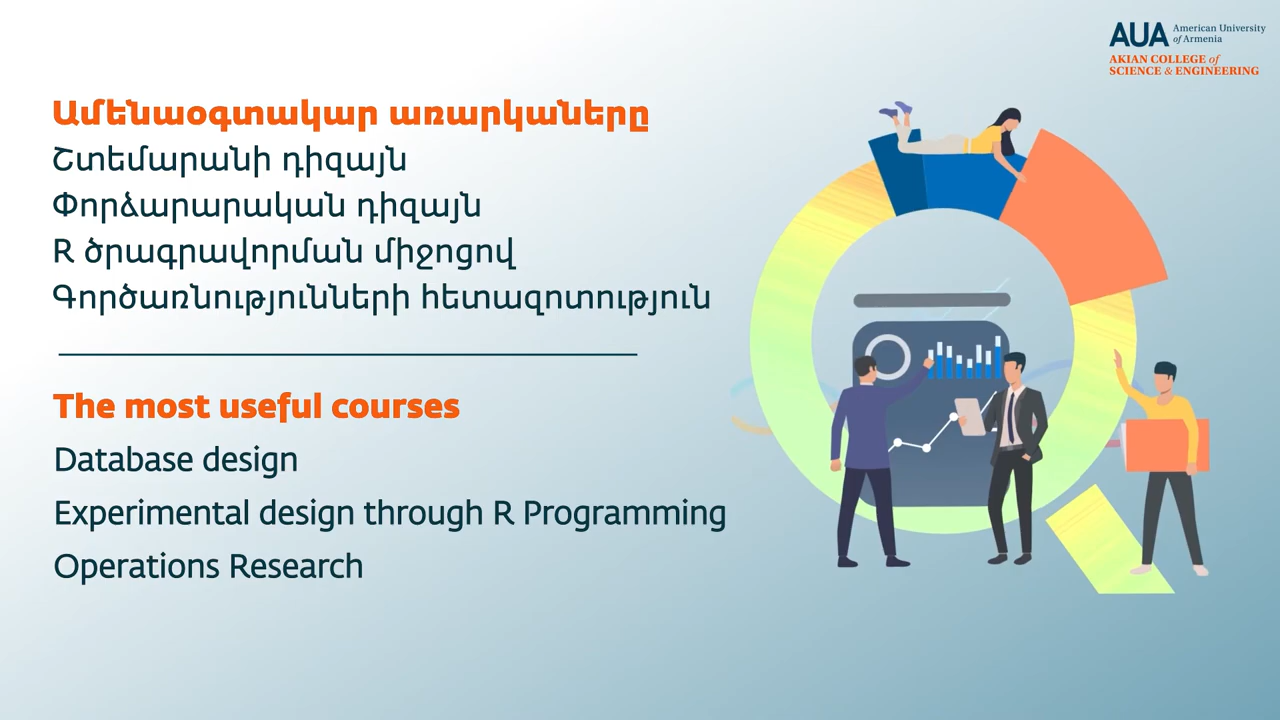 AUA American University
of Armenia
AKIAN COLLEGE of
SCIENCE & ENGINEERING
Ամենաօգտակար առարկաները
Շտեմարանի դիզայն
Փորձարարական դիզայն
R ծրագրավորման միջոցով
Գործառնությունների հետազոտություն
The most useful courses
Database design
Experimental design through R Programming
Operations Research